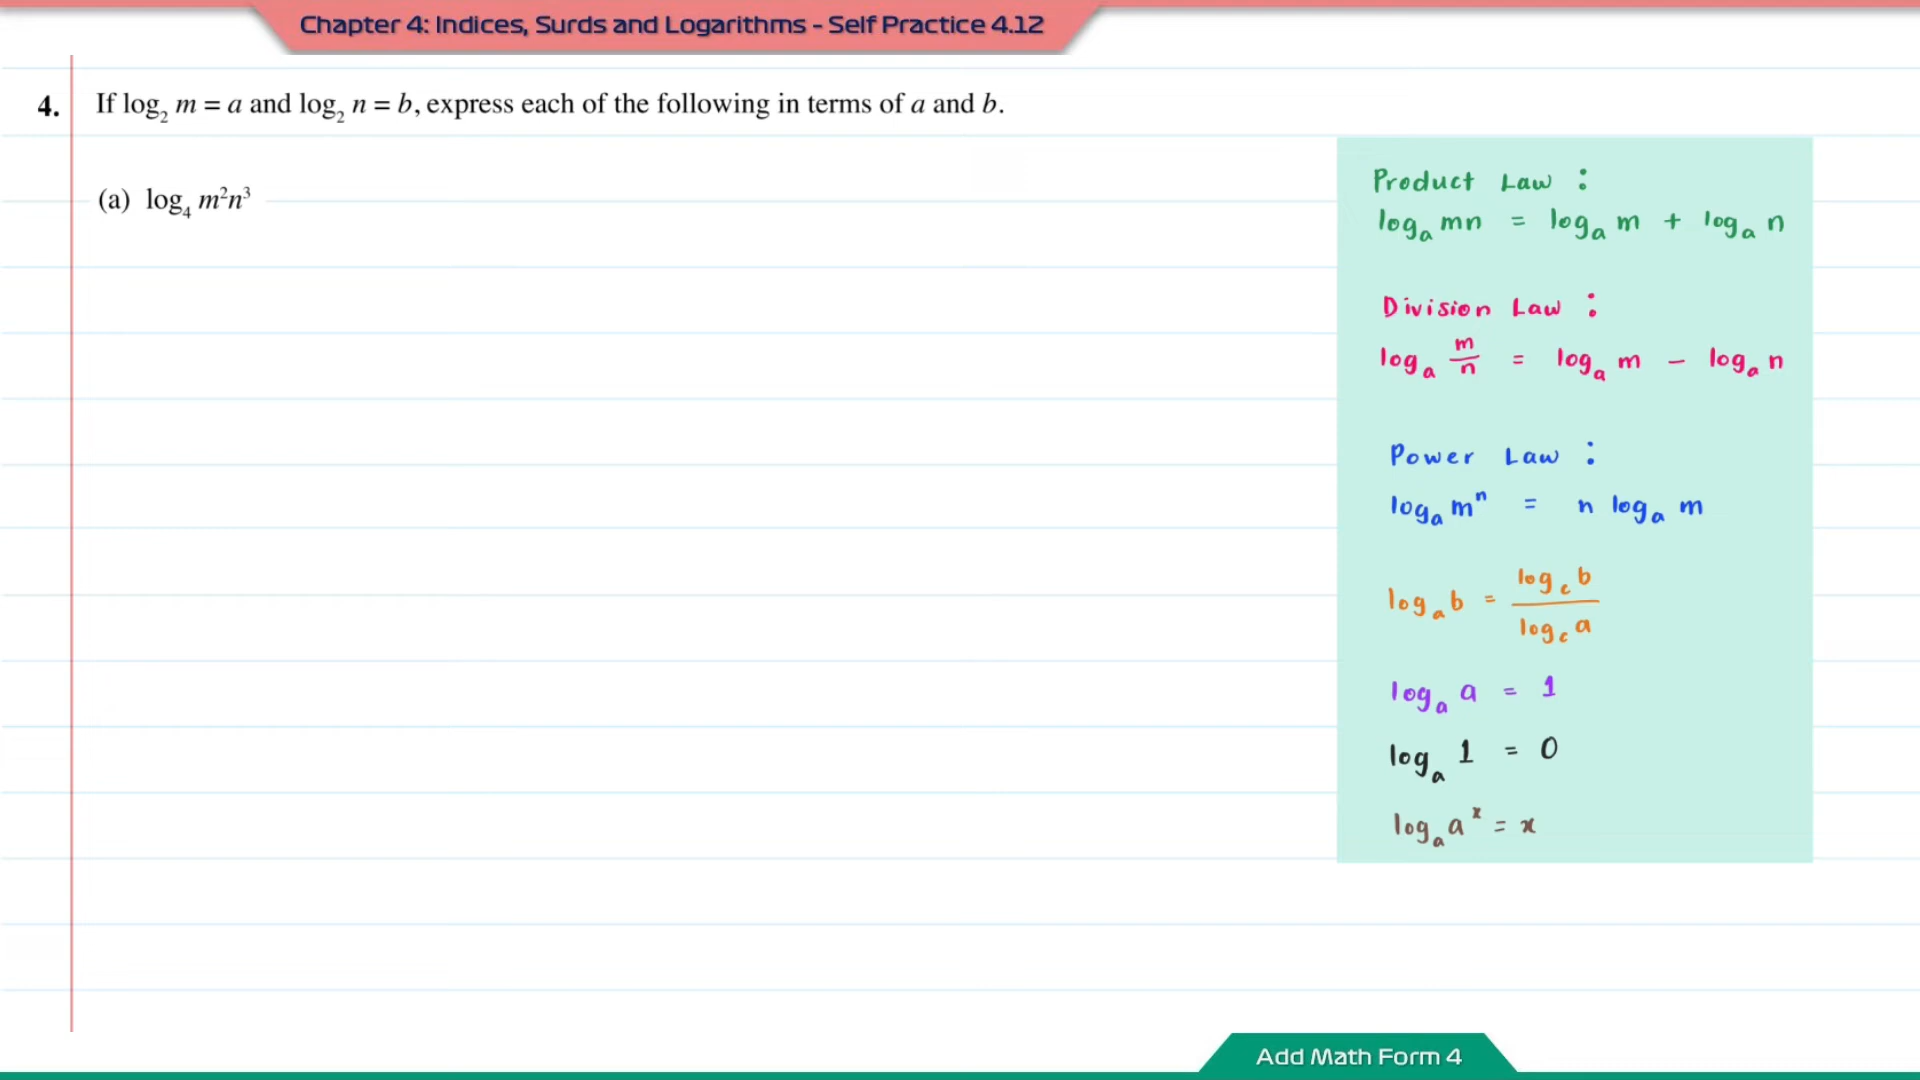 Chapter 4: Indices, Surds and Logarithms - Self Practice 4.12
4. If log₂ m = a and log₂ n = b, express each of the following in terms of a and b.
(a) log₄ m²n³
Product Law :
logₐ mn = logₐ m + logₐ n
Division Law :
logₐ m/n = logₐ m − logₐ n
Power Law :
logₐ mⁿ = n logₐ m
logₐ b = log_c b / log_c a
logₐ a = 1
logₐ 1 = 0
logₐ aˣ = x
Add Math Form 4